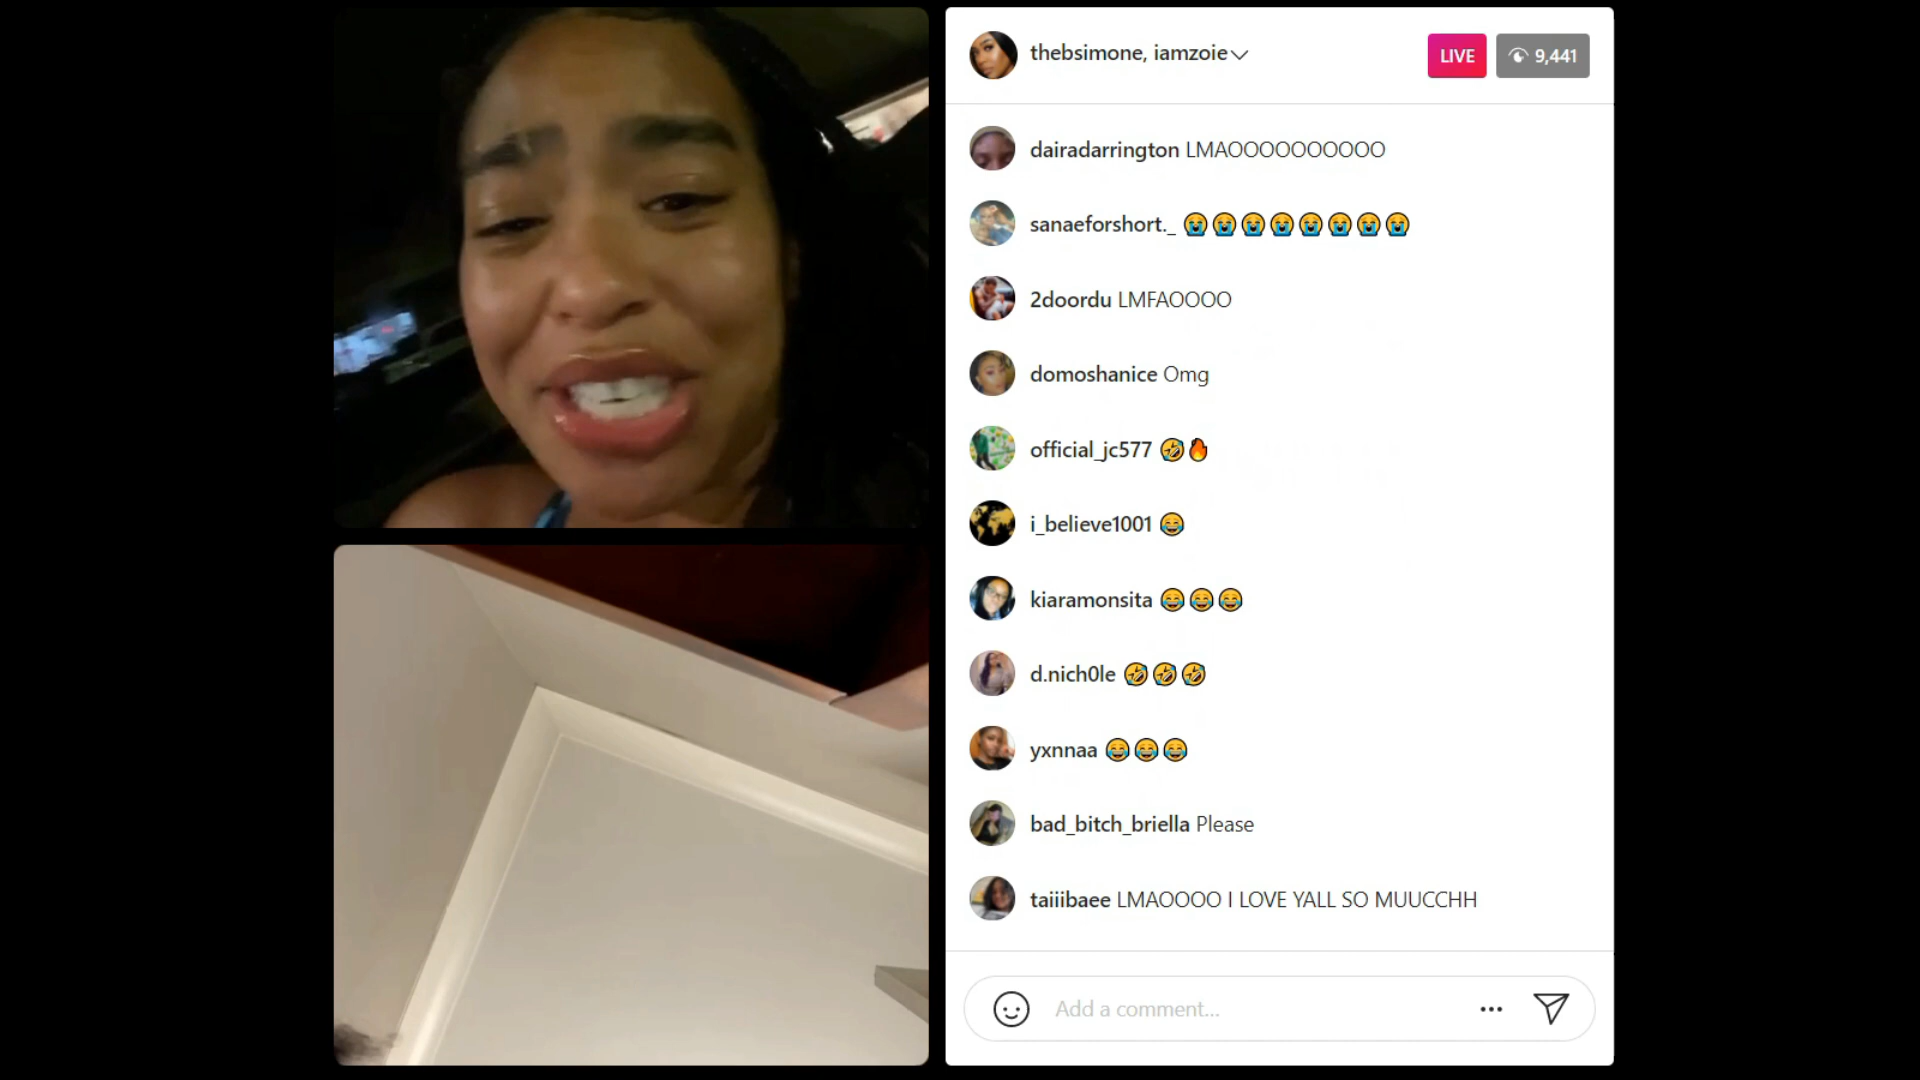 thebsimone, iamzoie
LIVE
9,441
dairadarrington LMAOOOOOOOOOO
sanaeforshort._ 😭😭😭😭😭😭😭😭
2doordu LMFAOOOO
domoshanice Omg
official_jc577 🤣🔥
i_believe1001 😂
kiaramonsita 😂😂😂
d.nich0le 🤣🤣🤣
yxnnaa 😂😂😂
bad_bitch_briella Please
taiiibaee LMAOOOO I LOVE YALL SO MUUCCHH
Add a comment...